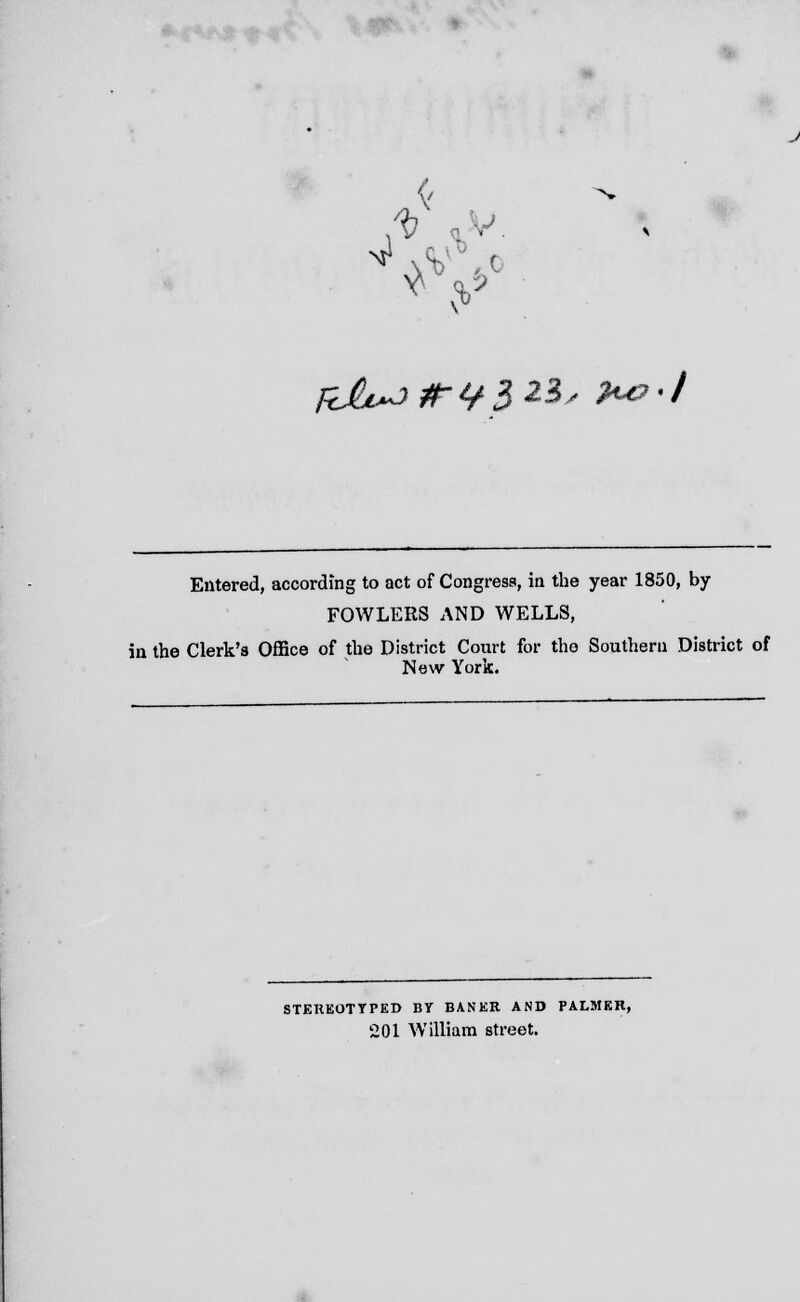 Film #4323, no. 1
Entered, according to act of Congress, in the year 1850, by
FOWLERS AND WELLS,
in the Clerk's Office of the District Court for the Southern District of
New York.
STEREOTYPED BY BANER AND PALMER,
201 William street.